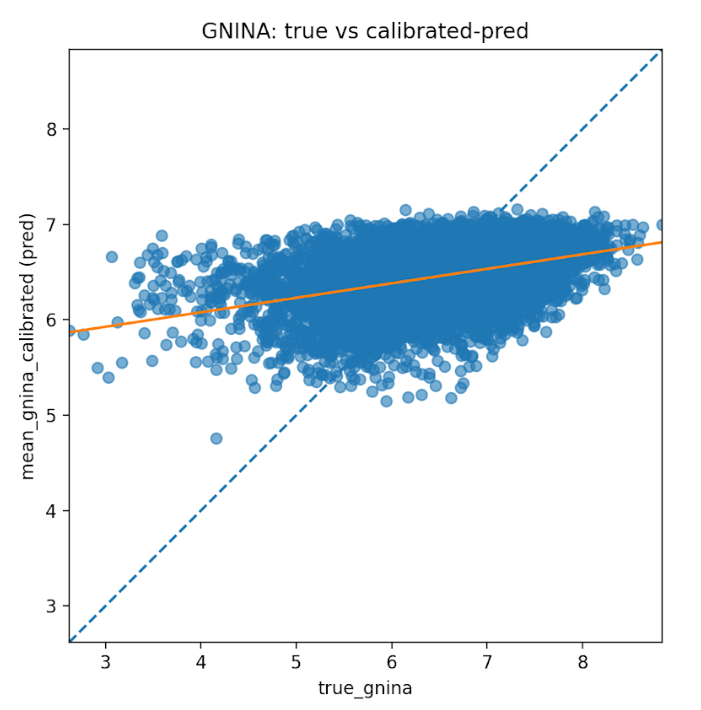 GNINA: true vs calibrated-pred
mean_gnina_calibrated (pred)
8
7
6
5
4
3
3 4 5 6 7 8
true_gnina